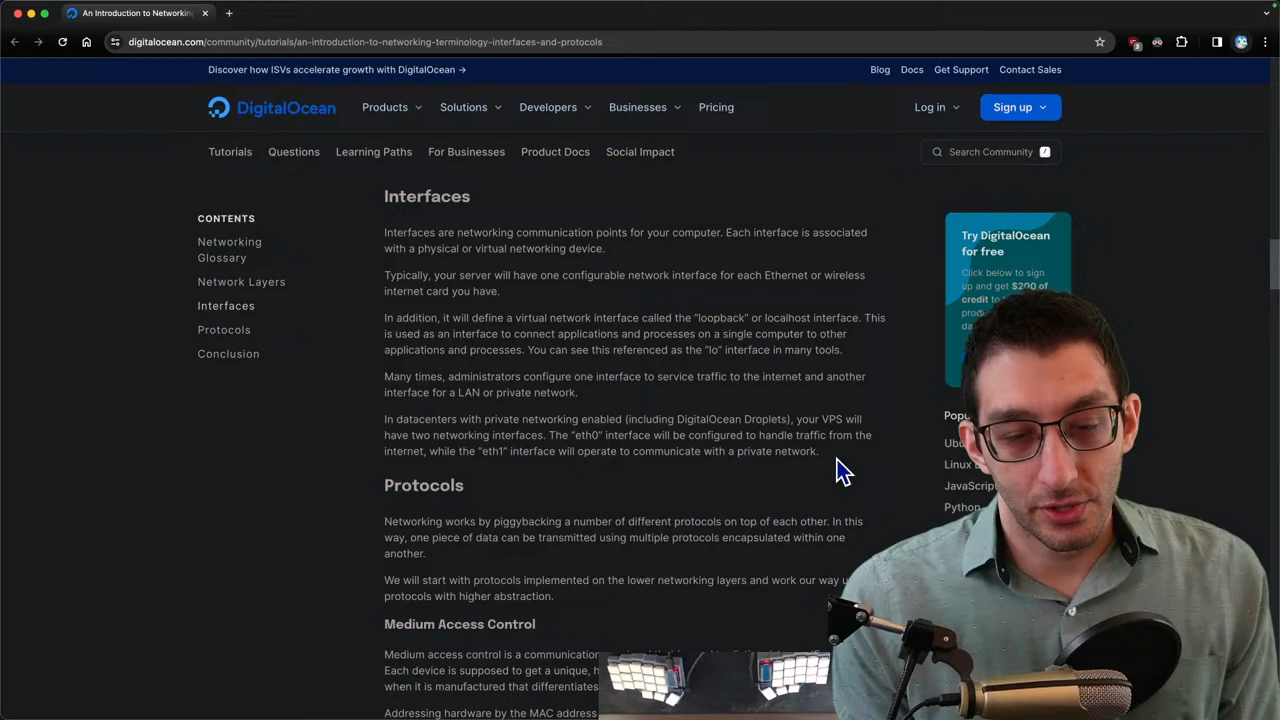 An Introduction to Networking
digitalocean.com/community/tutorials/an-introduction-to-networking-terminology-interfaces-and-protocols
3
Discover how ISVs accelerate growth with DigitalOcean →
Blog Docs Get Support Contact Sales
DigitalOcean
Products Solutions Developers Businesses Pricing
Log in Sign up
Tutorials Questions Learning Paths For Businesses Product Docs Social Impact
Search Community /
CONTENTS
Networking
Glossary
Network Layers
Interfaces
Protocols
Conclusion
Interfaces
Interfaces are networking communication points for your computer. Each interface is associated
with a physical or virtual networking device.
Typically, your server will have one configurable network interface for each Ethernet or wireless
internet card you have.
In addition, it will define a virtual network interface called the “loopback” or localhost interface. This
is used as an interface to connect applications and processes on a single computer to other
applications and processes. You can see this referenced as the “lo” interface in many tools.
Many times, administrators configure one interface to service traffic to the internet and another
interface for a LAN or private network.
In datacenters with private networking enabled (including DigitalOcean Droplets), your VPS will
have two networking interfaces. The “eth0” interface will be configured to handle traffic from the
internet, while the “eth1” interface will operate to communicate with a private network.
Protocols
Networking works by piggybacking a number of different protocols on top of each other. In this
way, one piece of data can be transmitted using multiple protocols encapsulated within one
another.
We will start with protocols implemented on the lower networking layers and work our way
protocols with higher abstraction.
Medium Access Control
Medium access control is a communica
Each device is supposed to get a unique, h
when it is manufactured that differentiates
Addressing hardware by the MAC address
Try DigitalOcean
for free
Click below to sign
up and get $200 of
credit to
Popu
Ubu
Linux
JavaScript
Python